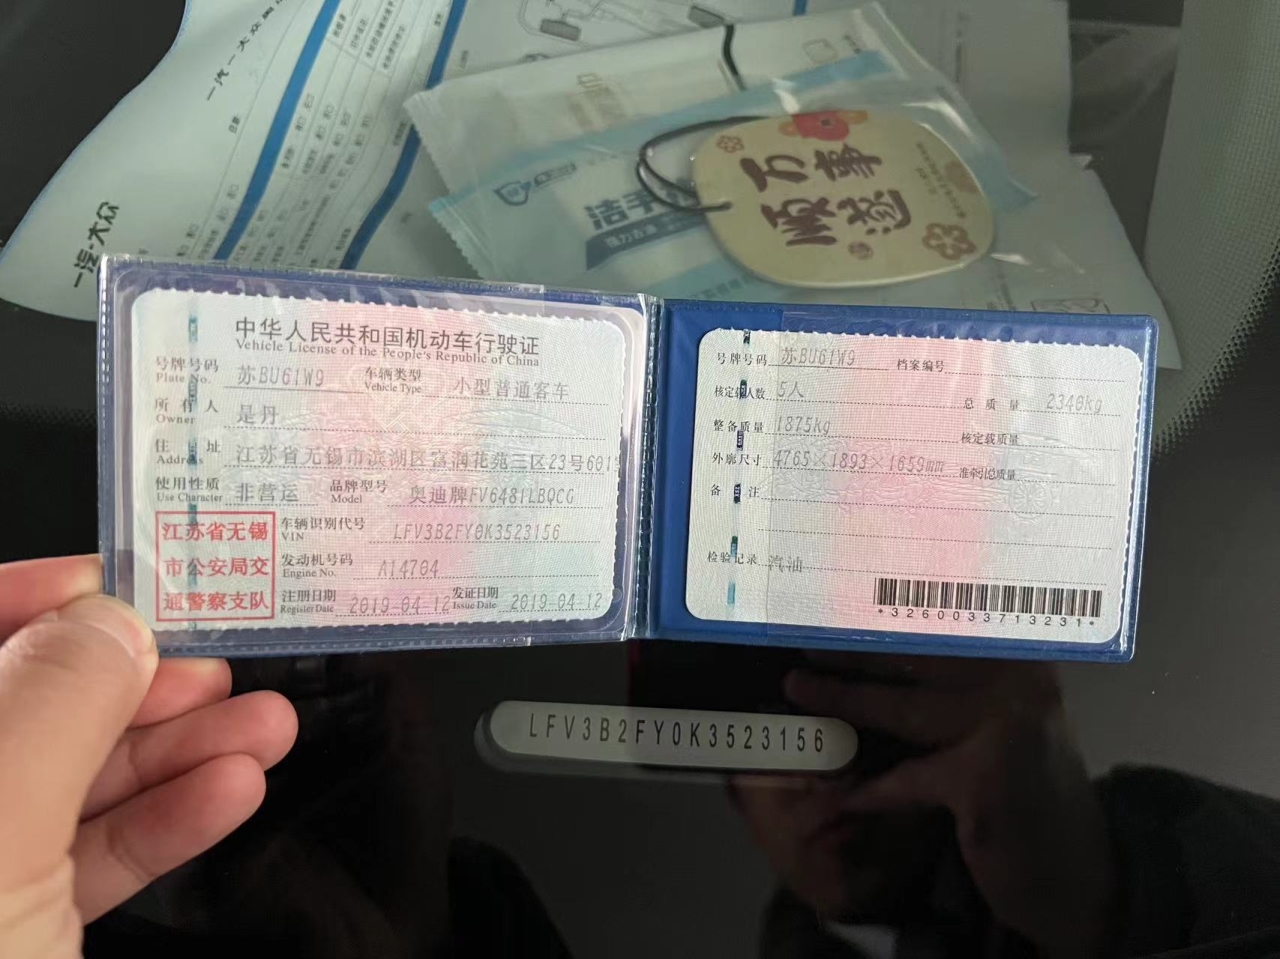 一汽-大众
一汽-大众
万事
顺遂
中华人民共和国机动车行驶证
Vehicle License of the People's Republic of China
号牌号码 苏BU61W9 车辆类型 小型普通客车
Plate No. Vehicle Type
所有人 是丹
Owner
住址 江苏省无锡市滨湖区富润花苑三区23号601
Address
使用性质 非营运 品牌型号 奥迪牌FV6481LBQCG
Use Character Model
江苏省无锡
市公安局交
通警察支队
车辆识别代号 LFV3B2FY0K3523156
VIN
发动机号码 A14704
Engine No.
注册日期 2019-04-12 发证日期 2019-04-12
Register Date Issue Date
号牌号码 苏BU61W9 档案编号
核定载人数 5人 总质量 2340kg
整备质量 1875kg 核定载质量
外廓尺寸 4765×1893×1659mm 准牵引总质量
备注
检验记录 汽油
*3260033713231*
LFV3B2FY0K3523156